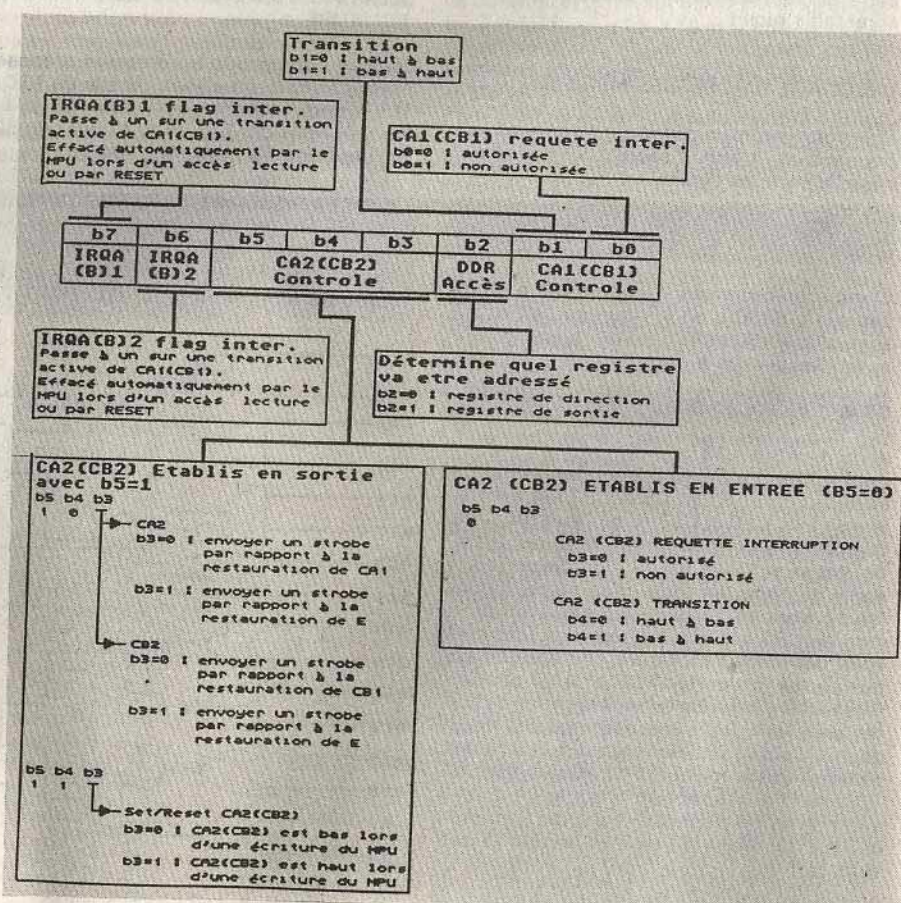 Transition
b1=0 : haut à bas
b1=1 : bas à haut
IRQA(B)1 flag inter.
Passe à un sur une transition
active de CA1(CB1).
Effacé automatiquement par le
MPU lors d'un accès lecture
ou par RESET
CA1(CB1) requete inter.
b0=0 : autorisée
b0=1 : non autorisée
b7 b6 b5 b4 b3 b2 b1 b0
IRQA IRQA CA2(CB2) DDR CA1(CB1)
(B)1 (B)2 Controle Accès Controle
IRQA(B)2 flag inter.
Passe à un sur une transition
active de CA1(CB1).
Effacé automatiquement par le
MPU lors d'un accès lecture
ou par RESET
Détermine quel registre
va etre adressé
b2=0 : registre de direction
b2=1 : registre de sortie
CA2(CB2) Etablis en sortie
avec b5=1
b5 b4 b3
1 0
CA2
b3=0 : envoyer un strobe
par rapport à la
restauration de CA1
b3=1 : envoyer un strobe
par rapport à la
restauration de E
CB2
b3=0 : envoyer un strobe
par rapport à la
restauration de CB1
b3=1 : envoyer un strobe
par rapport à la
restauration de E
b5 b4 b3
1 1
Set/Reset CA2(CB2)
b3=0 : CA2(CB2) est bas lors
d'une écriture du MPU
b3=1 : CA2(CB2) est haut lors
d'une écriture du MPU
CA2 (CB2) ETABLIS EN ENTREE (B5=0)
b5 b4 b3
0
CA2 (CB2) REQUETTE INTERRUPTION
b3=0 : autorisé
b3=1 : non autorisé
CA2 (CB2) TRANSITION
b4=0 : haut à bas
b4=1 : bas à haut